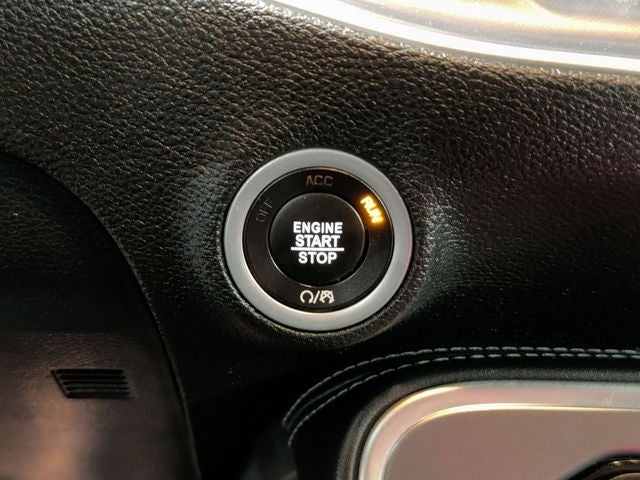 ACC
OFF
RUN
ENGINE
START
STOP